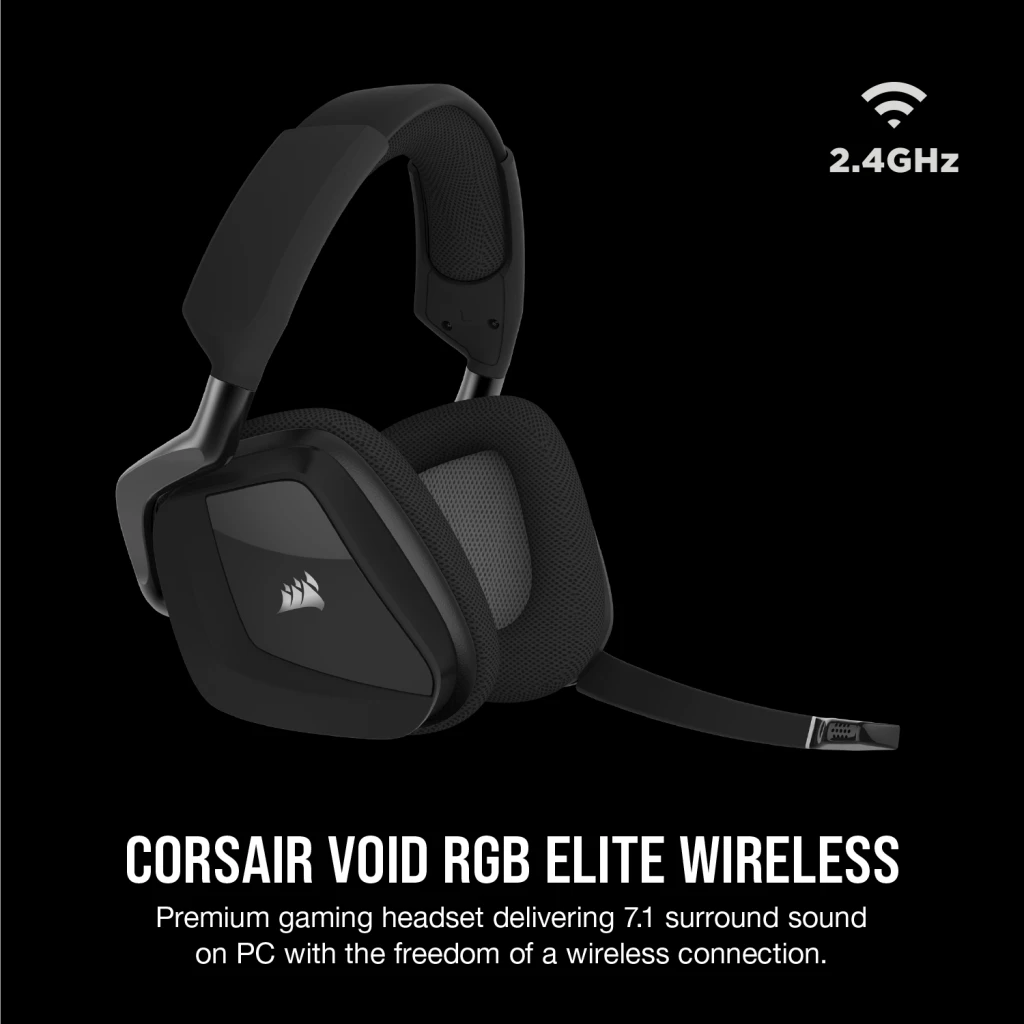 2.4GHz
CORSAIR VOID RGB ELITE WIRELESS
Premium gaming headset delivering 7.1 surround sound
on PC with the freedom of a wireless connection.